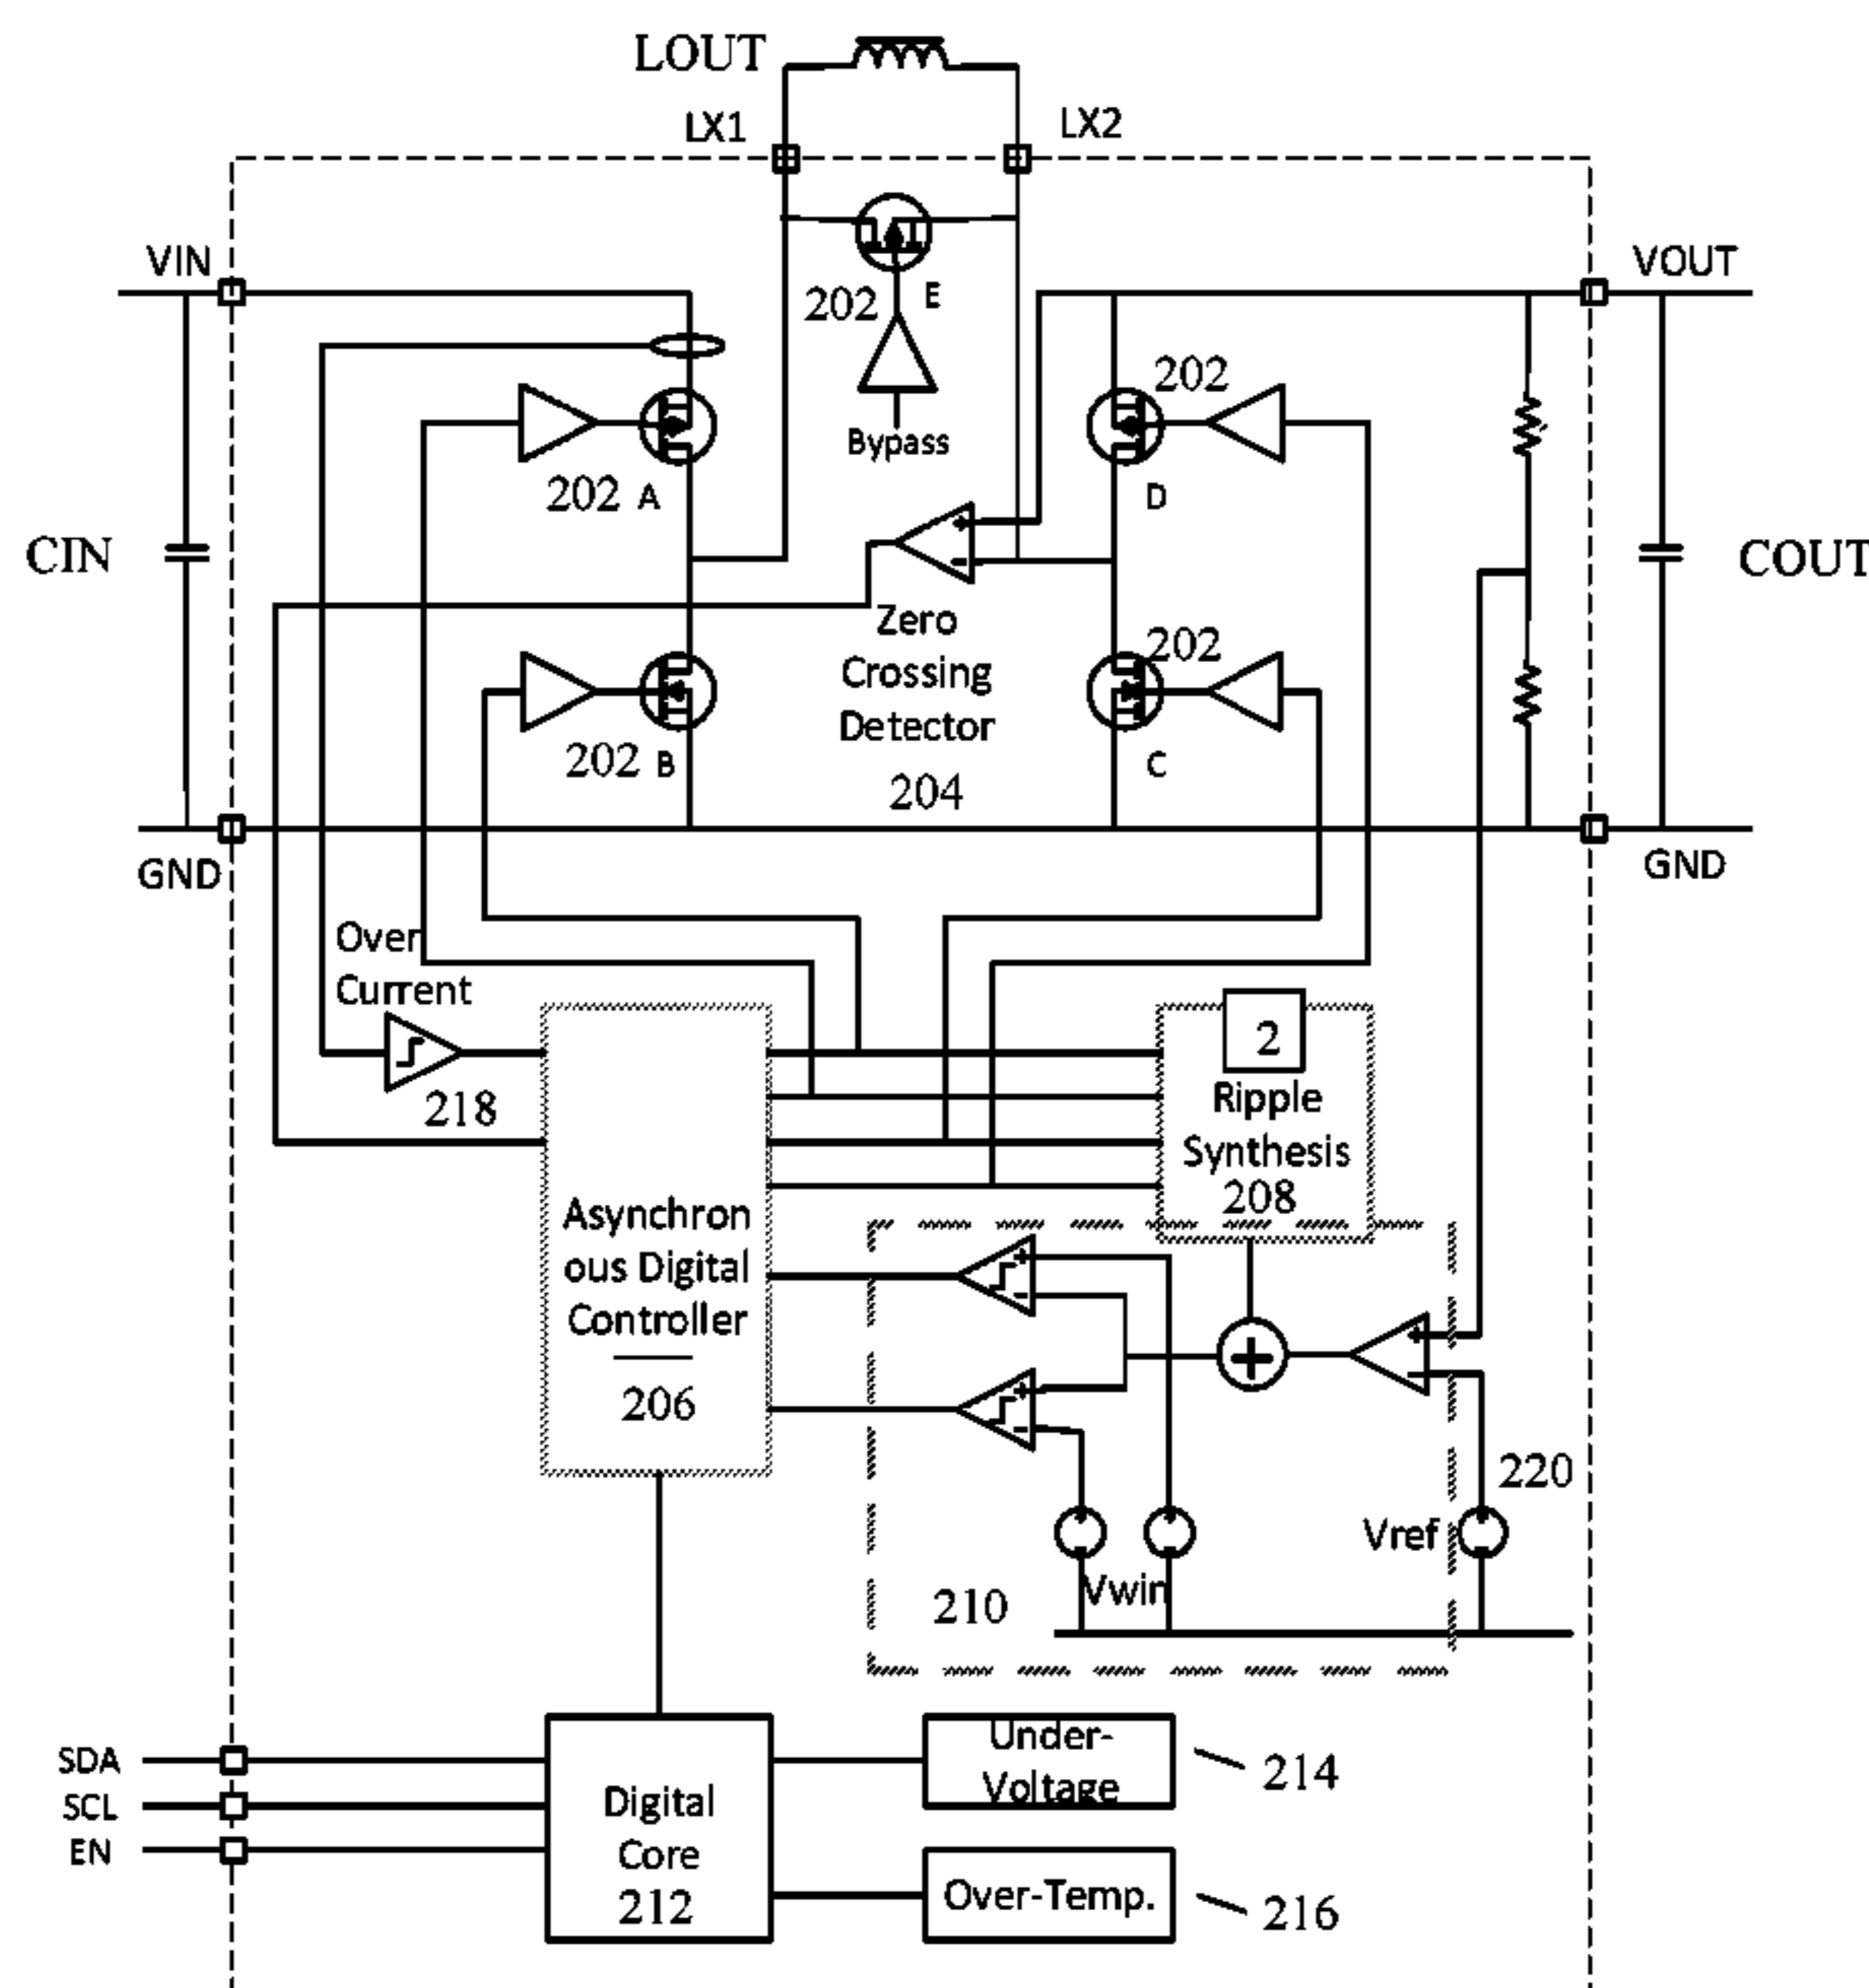 LOUT
LX1
LX2
VIN
VOUT
202
E
202
Bypass
202 A
D
CIN
COUT
Zero
Crossing
Detector
204
202
202 B
C
GND
GND
Over
Current
218
2
Ripple
Synthesis
208
Asynchron
ous Digital
Controller
206
+
-
+
-
+
-
+
-
+
220
Vref
Vwin
210
SDA
SCL
EN
Digital
Core
212
Under-
Voltage
214
Over-Temp.
216